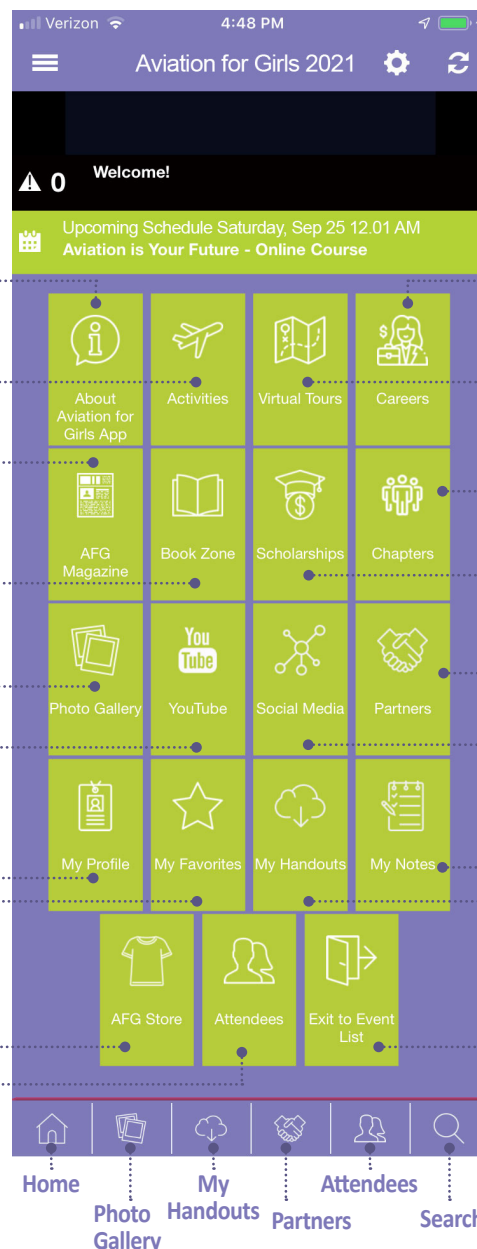 Verizon 4:48 PM
Aviation for Girls 2021
0 Welcome!
Upcoming Schedule Saturday, Sep 25 12.01 AM
Aviation is Your Future - Online Course
About
Aviation for
Girls App
Activities
Virtual Tours
Careers
AFG
Magazine
Book Zone
Scholarships
Chapters
Photo Gallery
You
Tube
YouTube
Social Media
Partners
My Profile
My Favorites
My Handouts
My Notes
AFG Store
Attendees
Exit to Event
List
Home
Photo
Gallery
My
Handouts
Partners
Attendees
Search